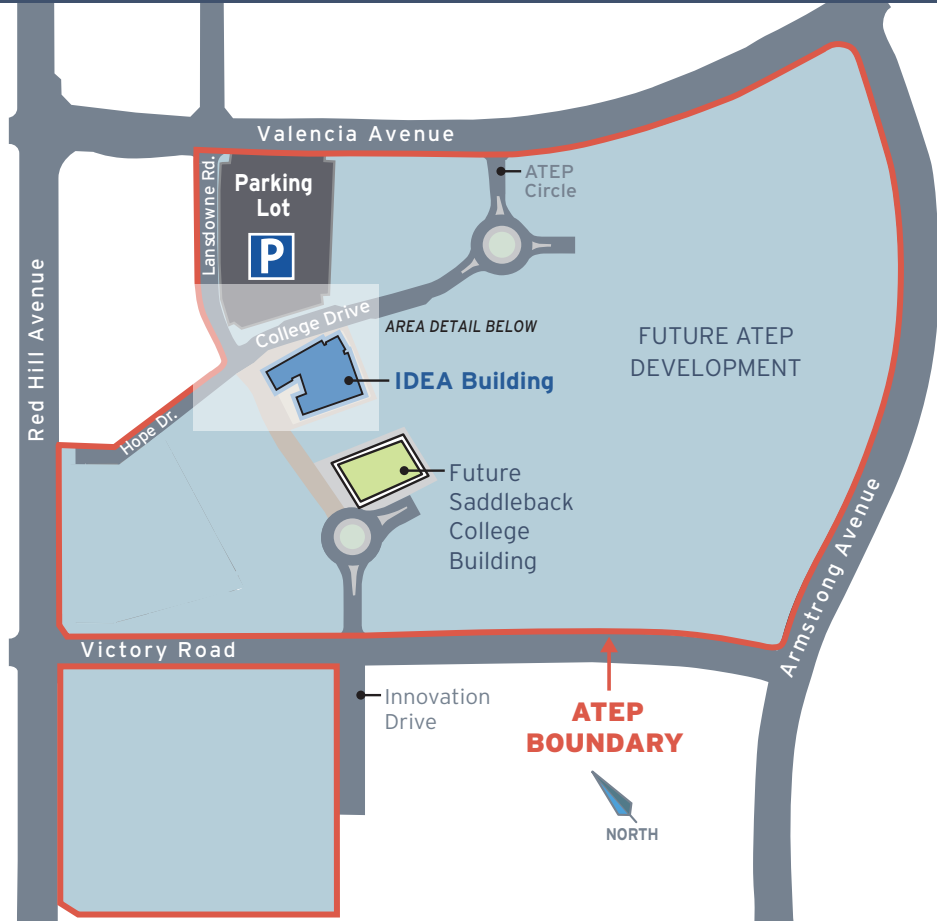 Valencia Avenue
ATEP
Circle
Lansdowne Rd.
Parking
Lot
P
Red Hill Avenue
College Drive
AREA DETAIL BELOW
FUTURE ATEP
DEVELOPMENT
IDEA Building
Hope Dr.
Future
Saddleback
College
Building
Armstrong Avenue
Victory Road
Innovation
Drive
ATEP
BOUNDARY
NORTH